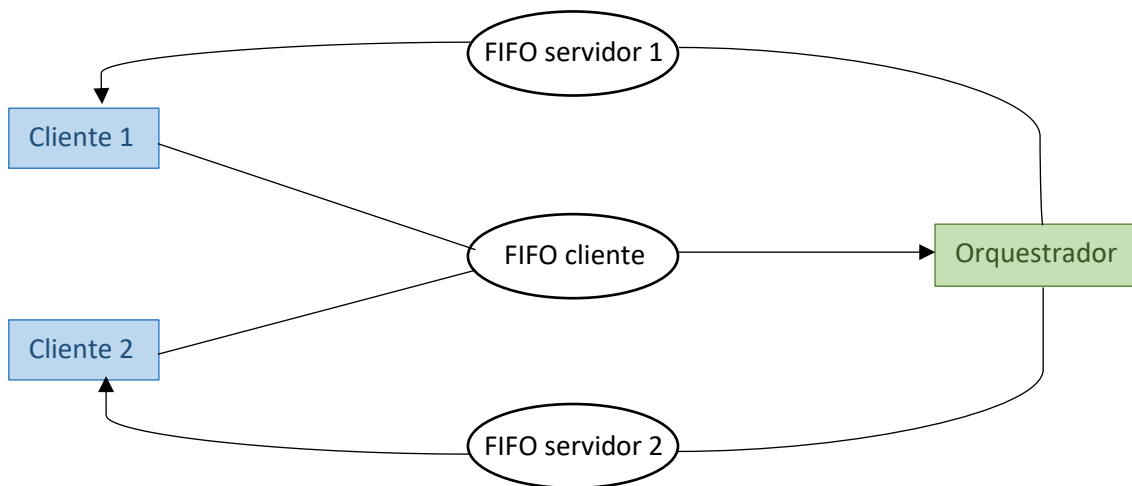 FIFO servidor 1
Cliente 1
FIFO cliente
Orquestrador
Cliente 2
FIFO servidor 2